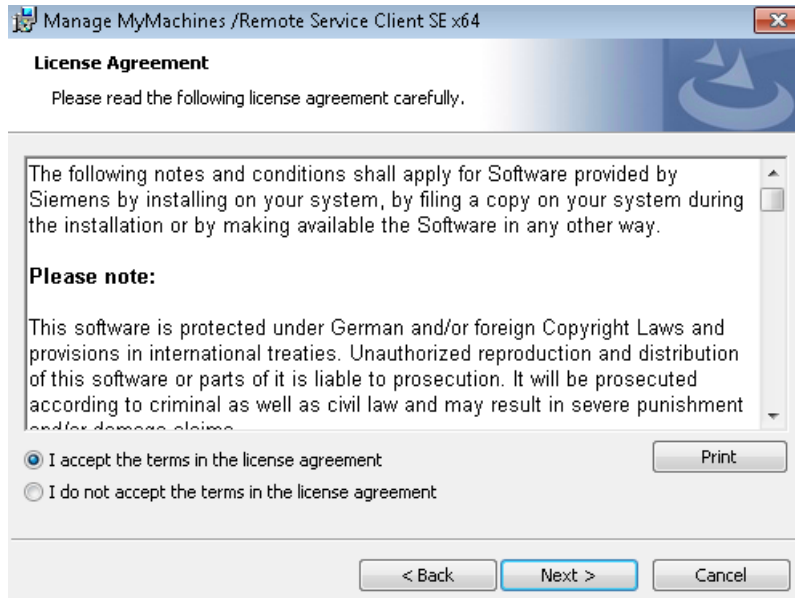 Manage MyMachines /Remote Service Client SE x64
License Agreement
Please read the following license agreement carefully.
The following notes and conditions shall apply for Software provided by
Siemens by installing on your system, by filing a copy on your system during
the installation or by making available the Software in any other way.
Please note:
This software is protected under German and/or foreign Copyright Laws and
provisions in international treaties. Unauthorized reproduction and distribution
of this software or parts of it is liable to prosecution. It will be prosecuted
according to criminal as well as civil law and may result in severe punishment
and/or damage claims.
I accept the terms in the license agreement
Print
I do not accept the terms in the license agreement
< Back
Next >
Cancel